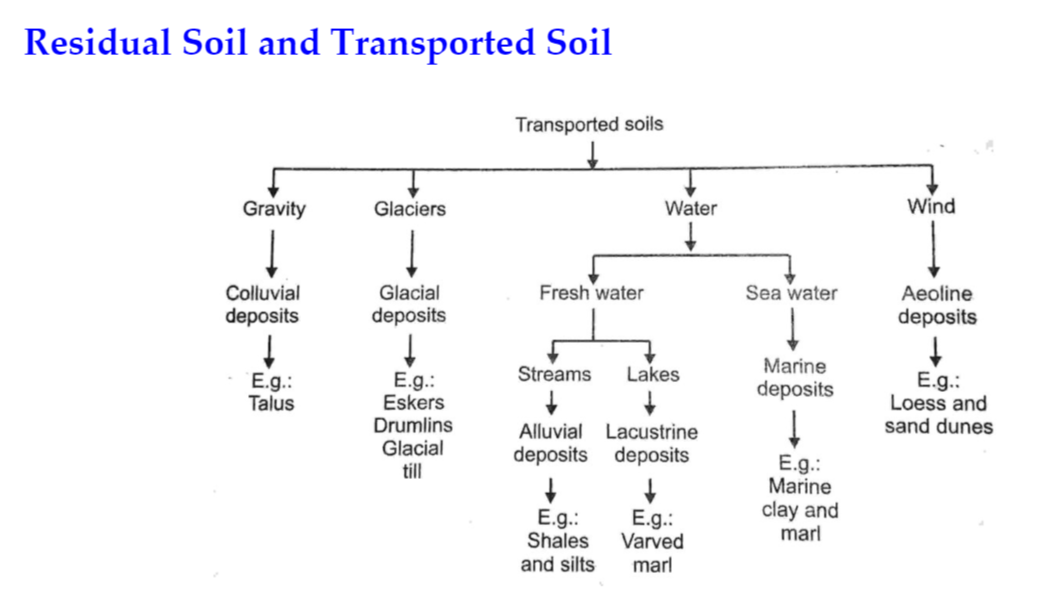 Residual Soil and Transported Soil
Transported soils
Gravity
Glaciers
Water
Wind
Colluvial
deposits
Glacial
deposits
Fresh water
Sea water
Aeoline
deposits
E.g.:
Talus
E.g.:
Eskers
Drumlins
Glacial
till
Streams
Lakes
Marine
deposits
E.g.:
Loess and
sand dunes
Alluvial
deposits
Lacustrine
deposits
E.g.:
Marine
clay and
marl
E.g.:
Shales
and silts
E.g.:
Varved
marl